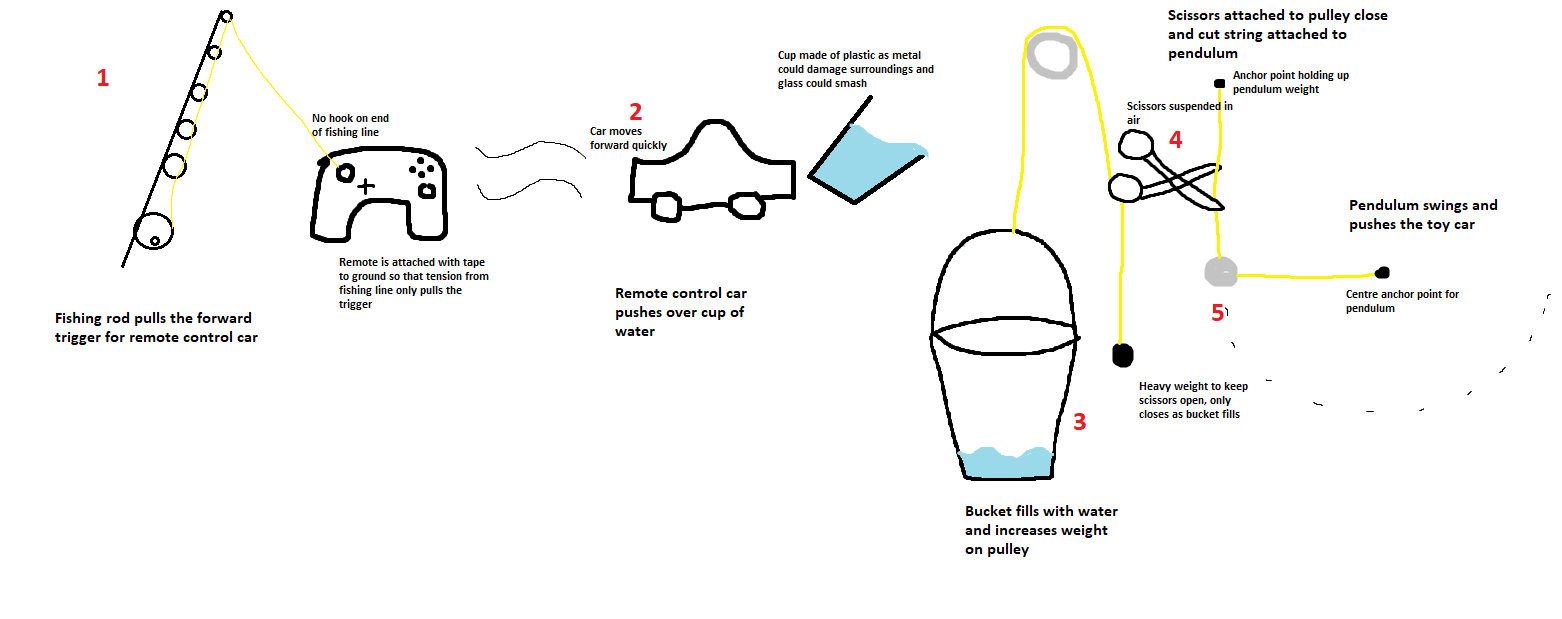 1
No hook on end
of fishing line
Remote is attached with tape
to ground so that tension from
fishing line only pulls the
trigger
Fishing rod pulls the forward
trigger for remote control car
2
Car moves
forward quickly
Remote control car
pushes over cup of
water
Cup made of plastic as metal
could damage surroundings and
glass could smash
3
Bucket fills with water
and increases weight
on pulley
Scissors attached to pulley close
and cut string attached to
pendulum
Anchor point holding up
pendulum weight
Scissors suspended in
air
4
Heavy weight to keep
scissors open, only
closes as bucket fills
Pendulum swings and
pushes the toy car
Centre anchor point for
pendulum
5